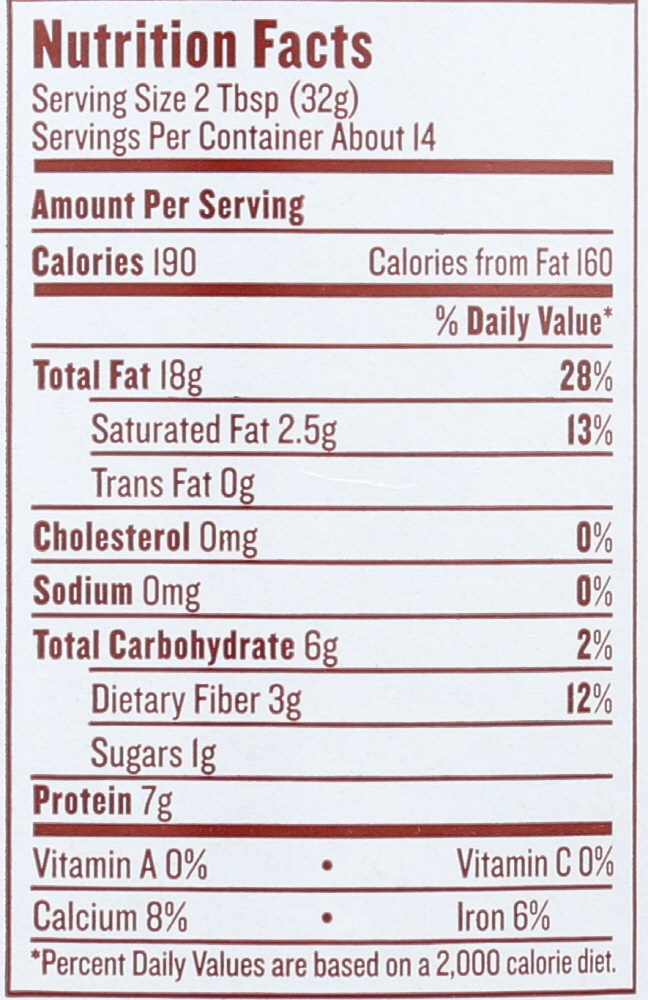 Nutrition Facts
Serving Size 2 Tbsp (32g)
Servings Per Container About 14
Amount Per Serving
Calories 190 Calories from Fat 160
% Daily Value*
Total Fat 18g 28%
Saturated Fat 2.5g 13%
Trans Fat 0g
Cholesterol 0mg 0%
Sodium 0mg 0%
Total Carbohydrate 6g 2%
Dietary Fiber 3g 12%
Sugars 1g
Protein 7g
Vitamin A 0% • Vitamin C 0%
Calcium 8% • Iron 6%
*Percent Daily Values are based on a 2,000 calorie diet.